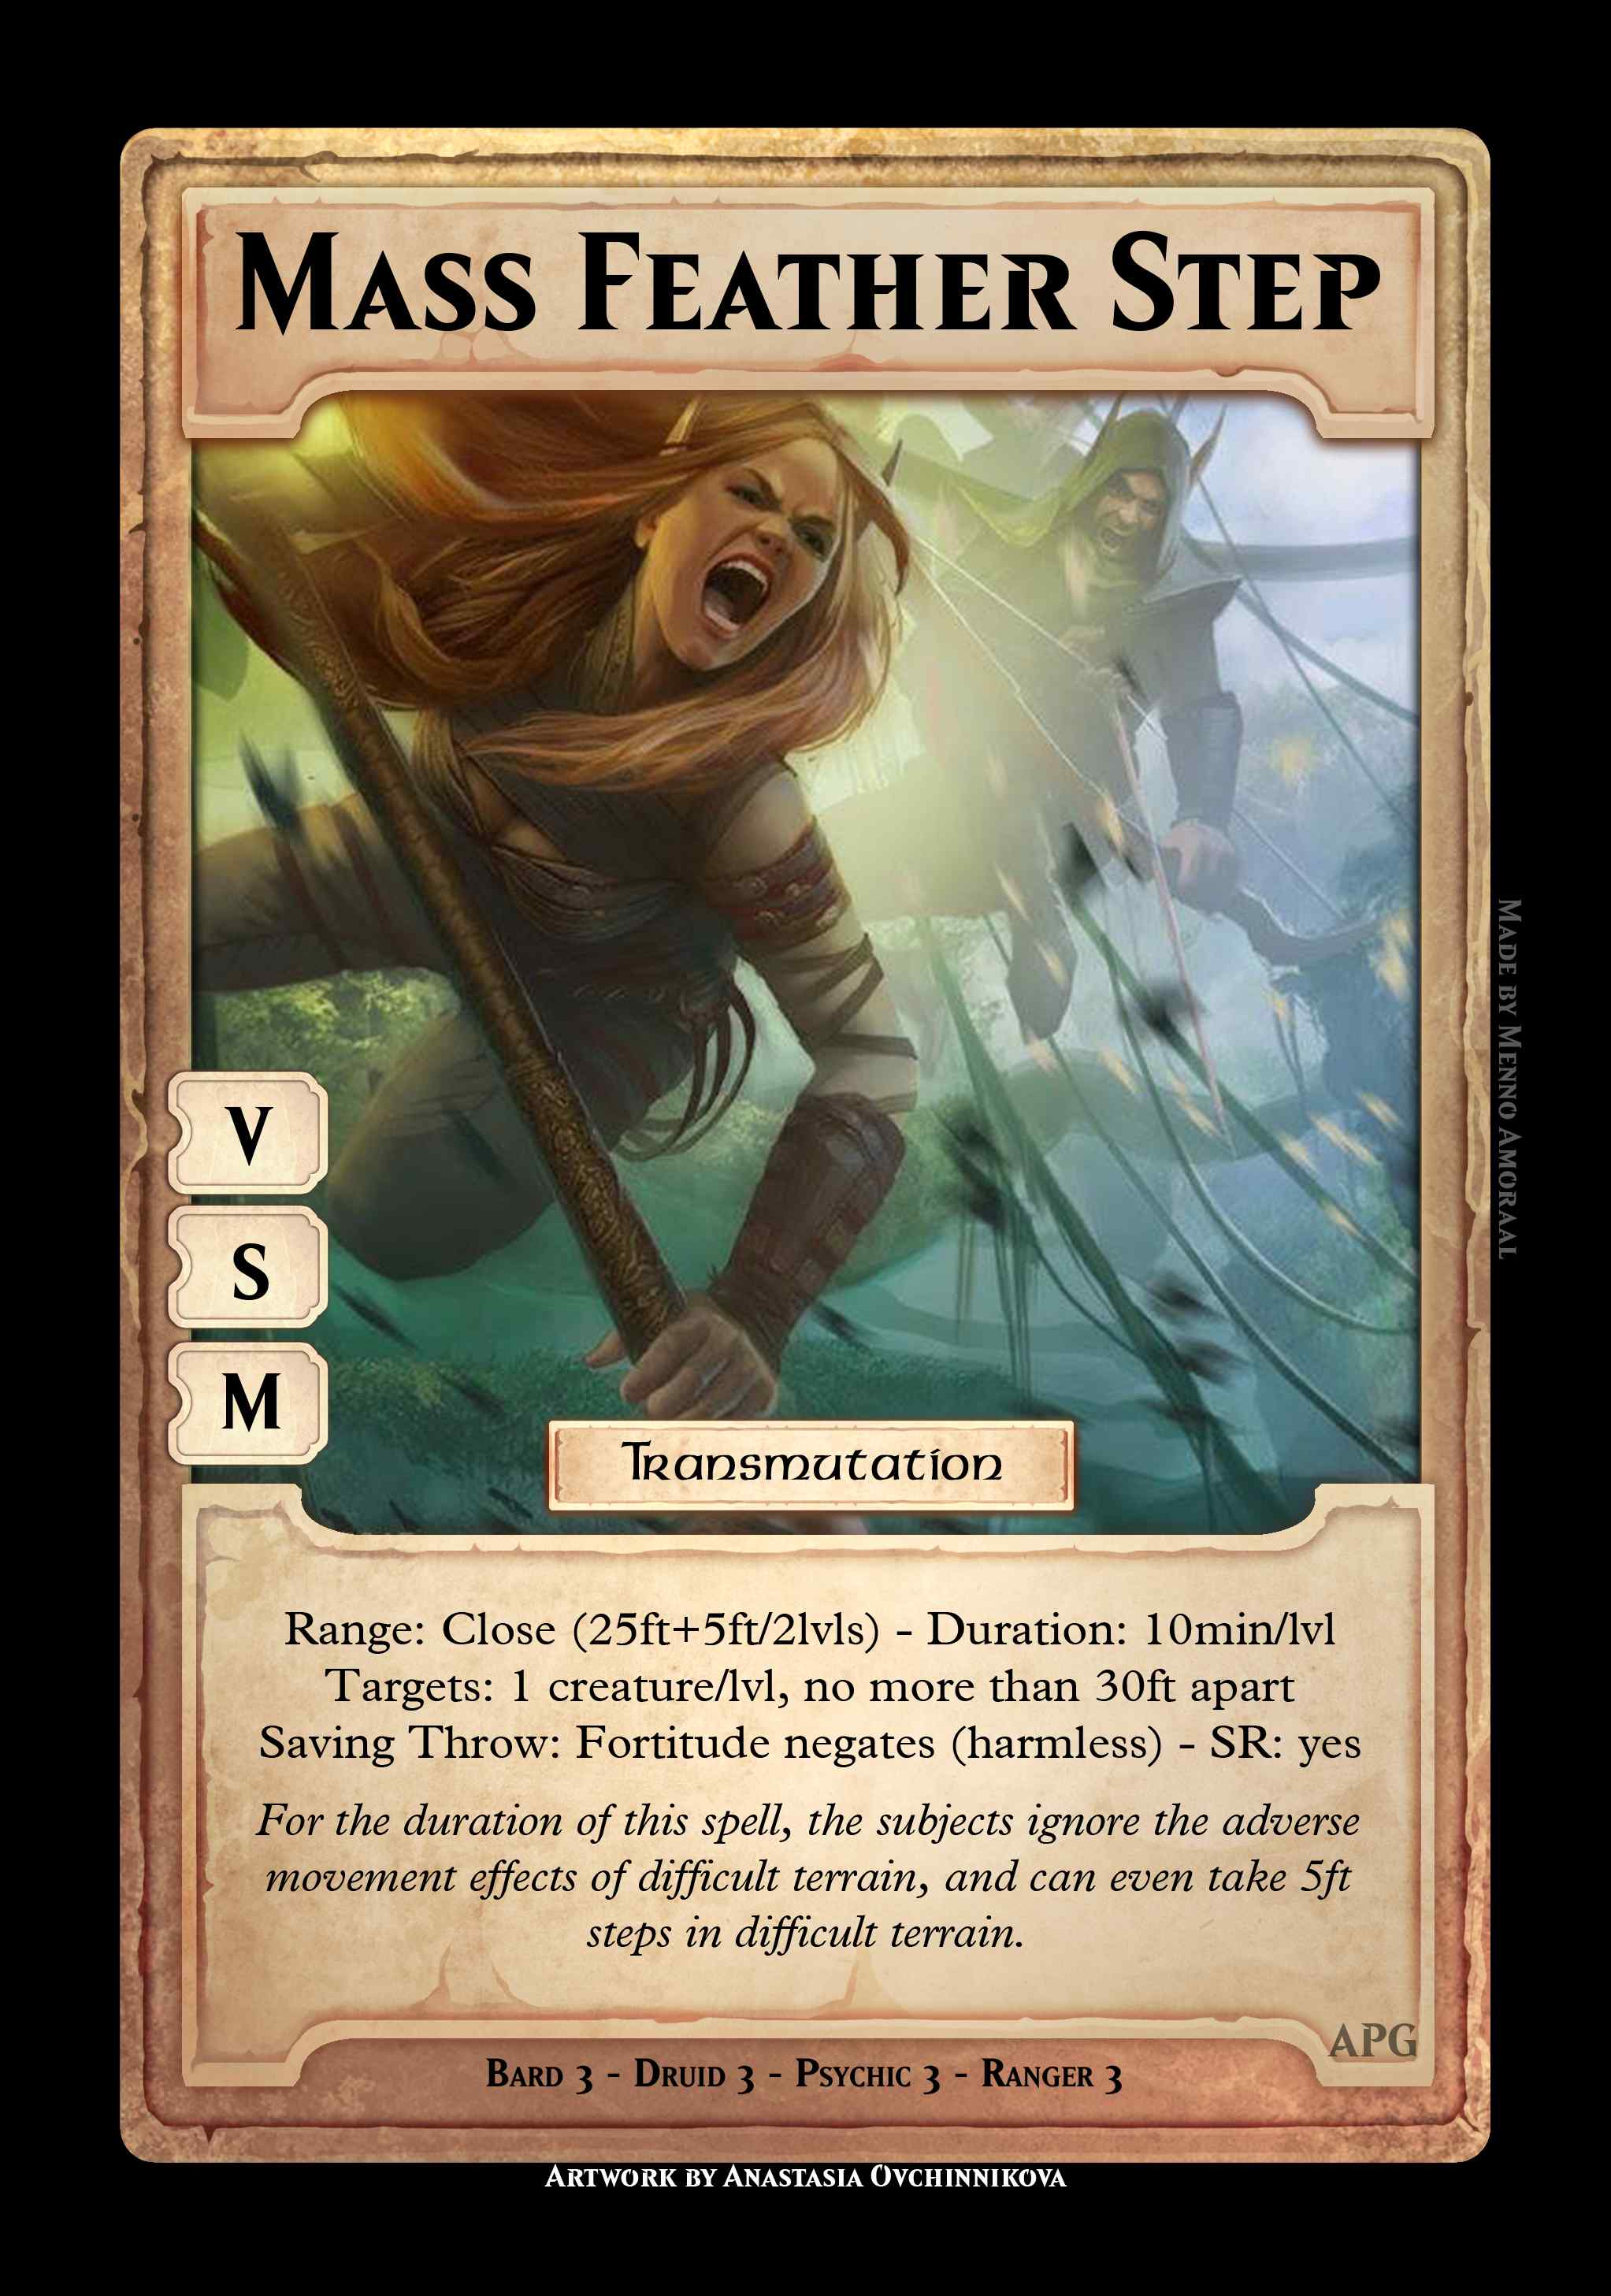 Mass Feather Step
V
S
M
Transmutation
Range: Close (25ft+5ft/2lvls) - Duration: 10min/lvl
Targets: 1 creature/lvl, no more than 30ft apart
Saving Throw: Fortitude negates (harmless) - SR: yes
For the duration of this spell, the subjects ignore the adverse
movement effects of difficult terrain, and can even take 5ft
steps in difficult terrain.
APG
Bard 3 - Druid 3 - Psychic 3 - Ranger 3
Artwork by Anastasia Ovchinnikova
Made by Menno Amoraal